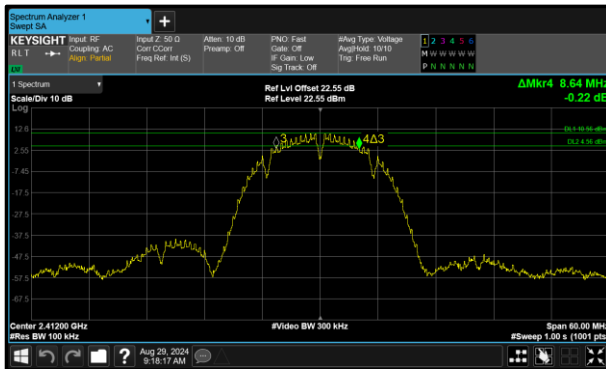 Spectrum Analyzer 1
Swept SA
+
KEYSIGHT
RLT
LXI
Input: RF
Coupling: AC
Align: Partial
Input Z: 50 Ω
Corr CCorr
Freq Ref: Int (S)
Atten: 10 dB
Preamp: Off
PNO: Fast
Gate: Off
IF Gain: Low
Sig Track: Off
#Avg Type: Voltage
Avg|Hold: 10/10
Trig: Free Run
1 2 3 4 5 6
M W W W W W
P N N N N N
1 Spectrum
Scale/Div 10 dB
Ref Lvl Offset 22.55 dB
Ref Level 22.55 dBm
ΔMkr4 8.64 MHz
-0.22 dB
Log
12.6
2.55
-7.45
-17.5
-27.5
-37.5
-47.5
-57.5
-67.5
3
4Δ3
DL1 10.56 dBm
DL2 4.56 dBm
Center 2.41200 GHz
#Video BW 300 kHz
Span 60.00 MHz
#Res BW 100 kHz
#Sweep 1.00 s (1001 pts)
?
Aug 29, 2024
9:18:17 AM